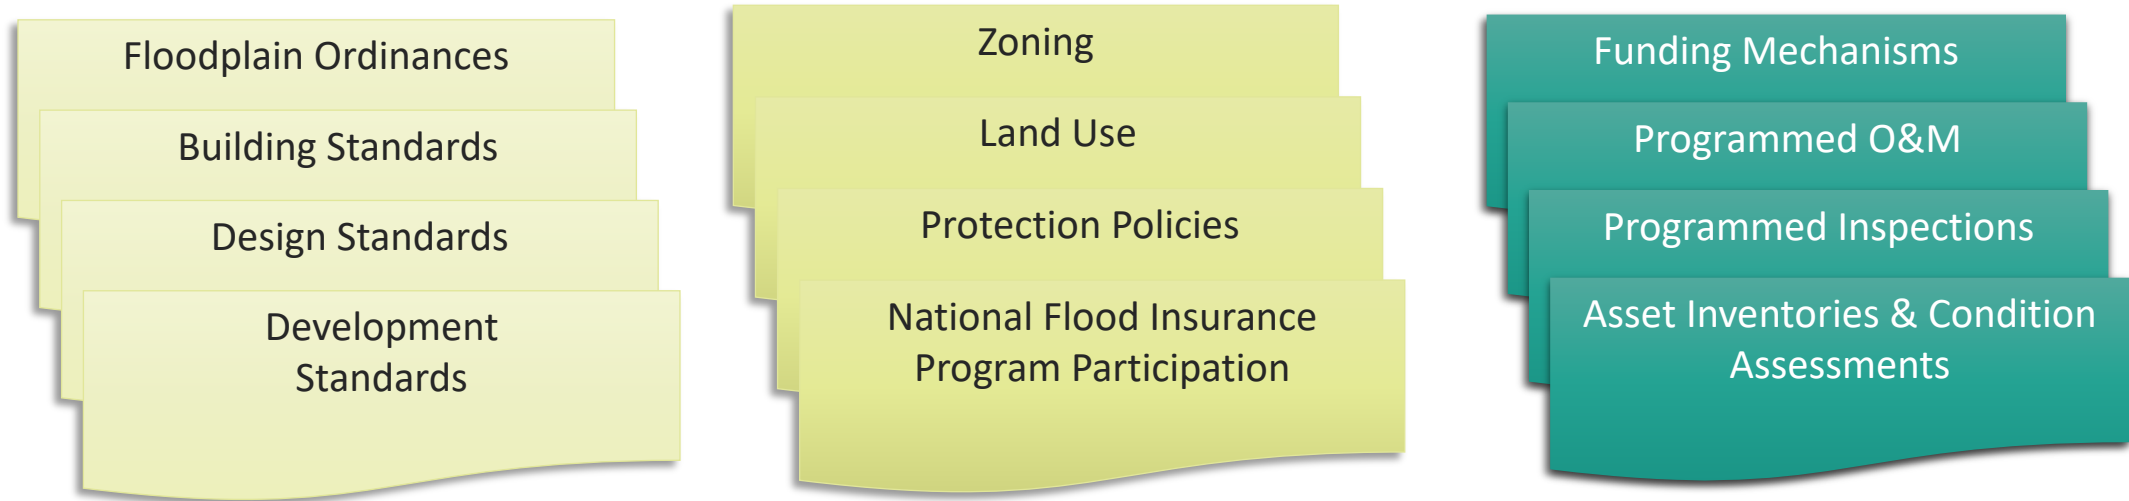 Floodplain Ordinances
Building Standards
Design Standards
Development
Standards
Zoning
Land Use
Protection Policies
National Flood Insurance
Program Participation
Funding Mechanisms
Programmed O&M
Programmed Inspections
Asset Inventories & Condition
Assessments